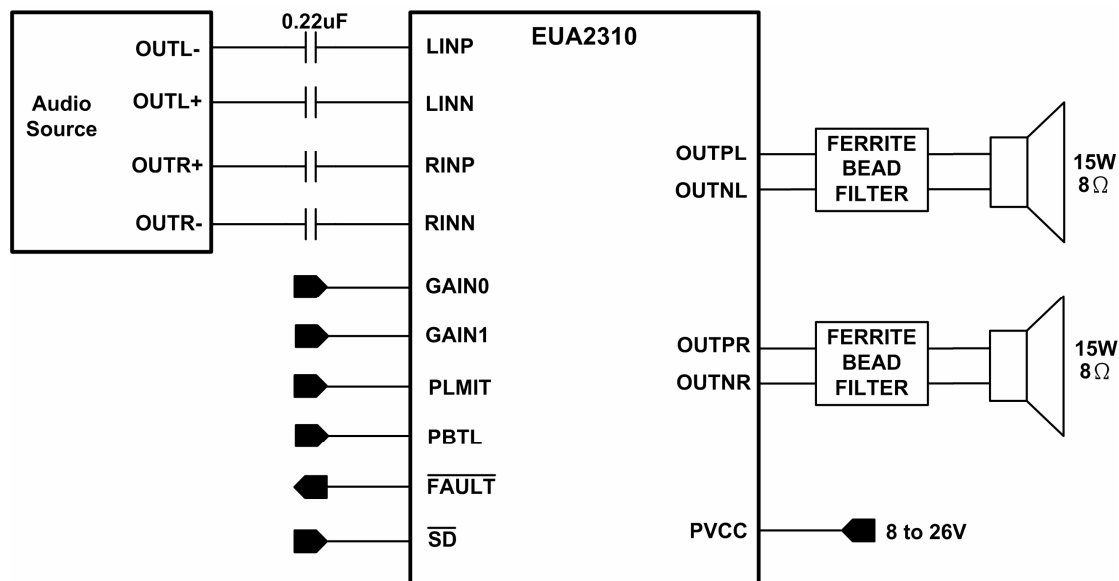 0.22uF
EUA2310
Audio
Source
OUTL-
OUTL+
OUTR+
OUTR-
LINP
LINN
RINP
RINN
GAIN0
GAIN1
PLMIT
PBTL
FAULT
SD
OUTPL
OUTNL
FERRITE
BEAD
FILTER
15W
8Ω
OUTPR
OUTNR
FERRITE
BEAD
FILTER
15W
8Ω
PVCC
8 to 26V